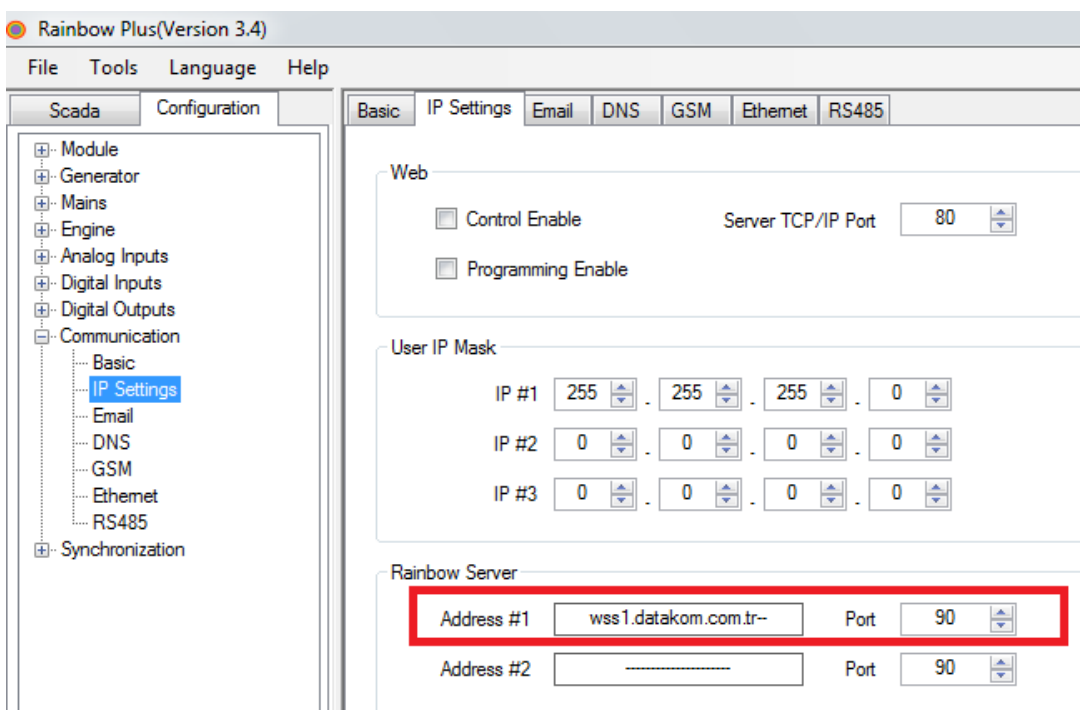 Rainbow Plus(Version 3.4)
File Tools Language Help
Scada Configuration
Module
Generator
Mains
Engine
Analog Inputs
Digital Inputs
Digital Outputs
Communication
Basic
IP Settings
Email
DNS
GSM
Ethernet
RS485
Synchronization
Basic IP Settings Email DNS GSM Ethernet RS485
Web
Control Enable Server TCP/IP Port 80
Programming Enable
User IP Mask
IP #1 255 . 255 . 255 . 0
IP #2 0 . 0 . 0 . 0
IP #3 0 . 0 . 0 . 0
Rainbow Server
Address #1 wss1.datakom.com.tr-- Port 90
Address #2 --------------------- Port 90